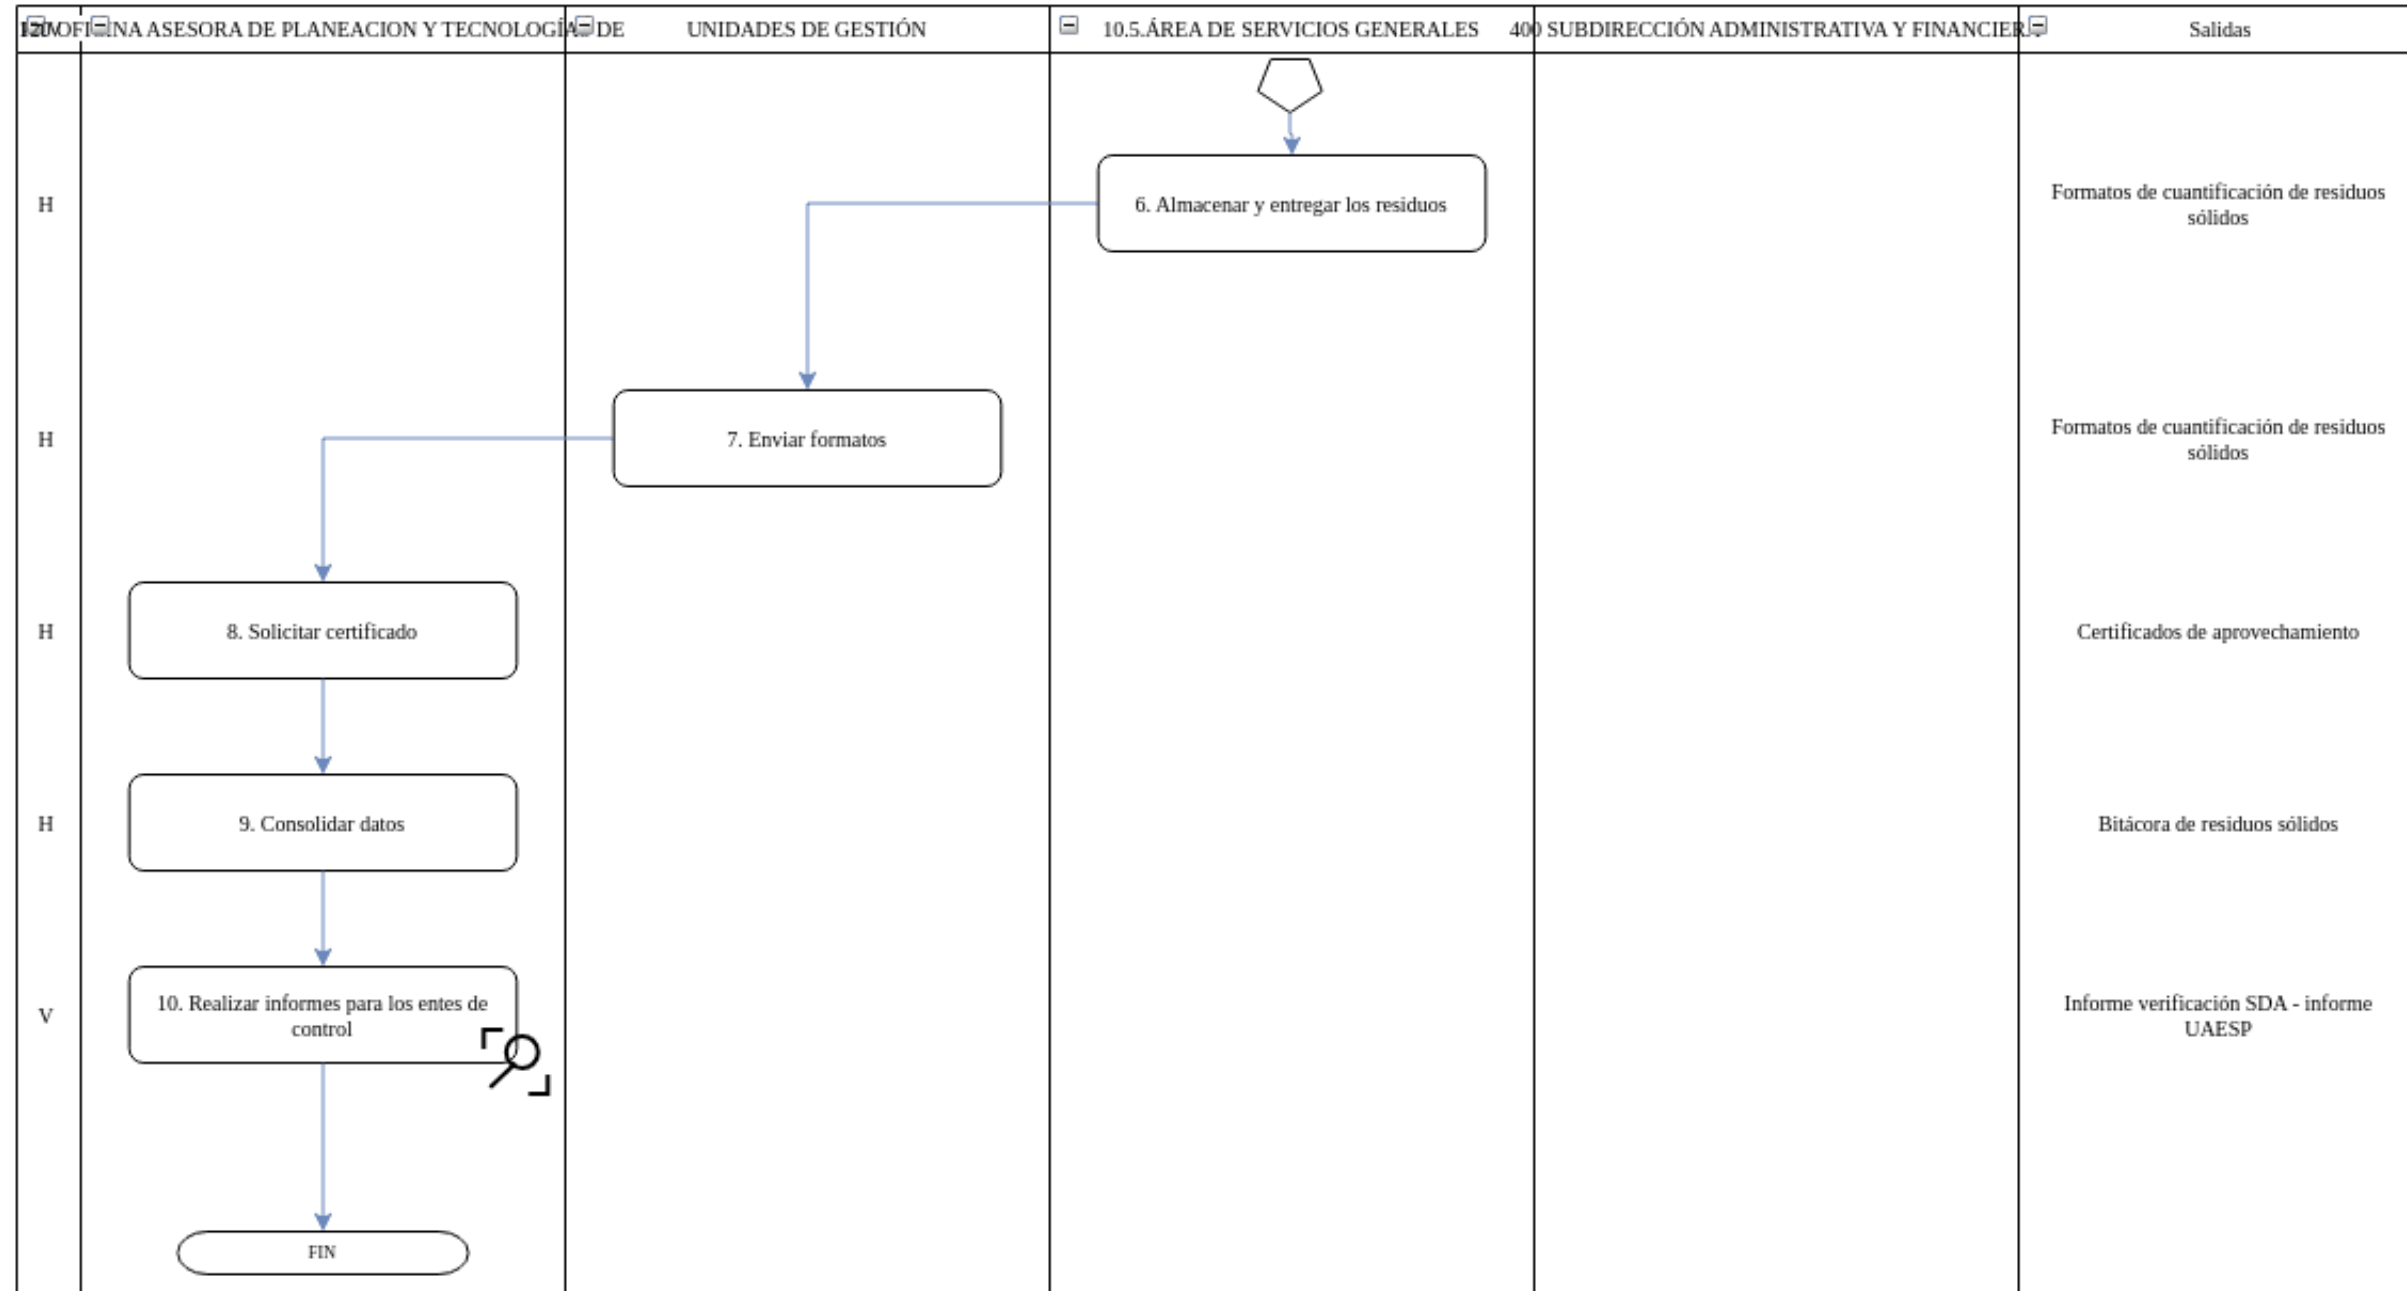 OFICINA ASESORA DE PLANEACION Y TECNOLOGÍAS DE
UNIDADES DE GESTIÓN
10.5.ÁREA DE SERVICIOS GENERALES
400 SUBDIRECCIÓN ADMINISTRATIVA Y FINANCIERA
Salidas
H
6. Almacenar y entregar los residuos
Formatos de cuantificación de residuos
sólidos
H
7. Enviar formatos
Formatos de cuantificación de residuos
sólidos
H
8. Solicitar certificado
Certificados de aprovechamiento
H
9. Consolidar datos
Bitácora de residuos sólidos
V
10. Realizar informes para los entes de
control
Informe verificación SDA - informe
UAESP
FIN